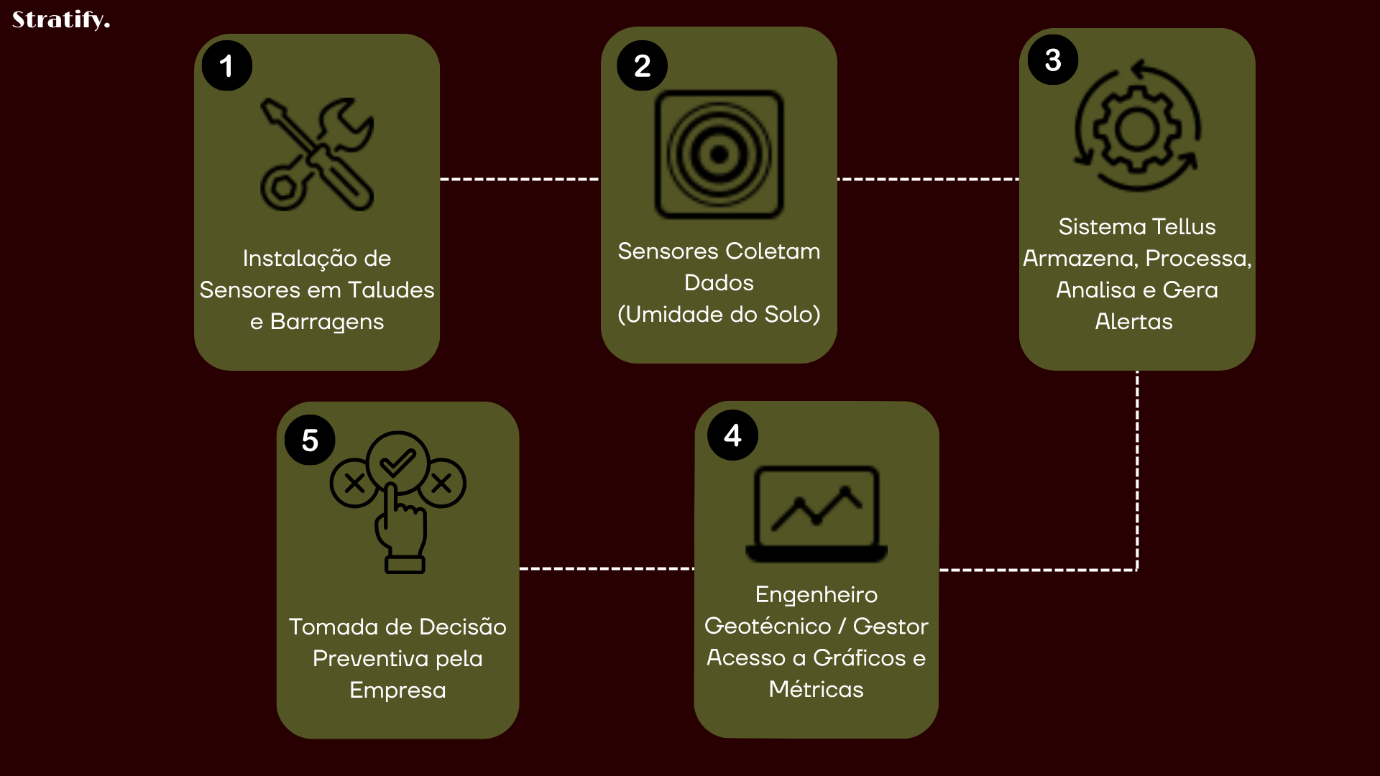 Stratify.
1
Instalação de
Sensores em Taludes
e Barragens
2
Sensores Coletam
Dados
(Umidade do Solo)
3
Sistema Tellus
Armazena, Processa,
Analisa e Gera
Alertas
4
Engenheiro
Geotécnico / Gestor
Acesso a Gráficos e
Métricas
5
Tomada de Decisão
Preventiva pela
Empresa